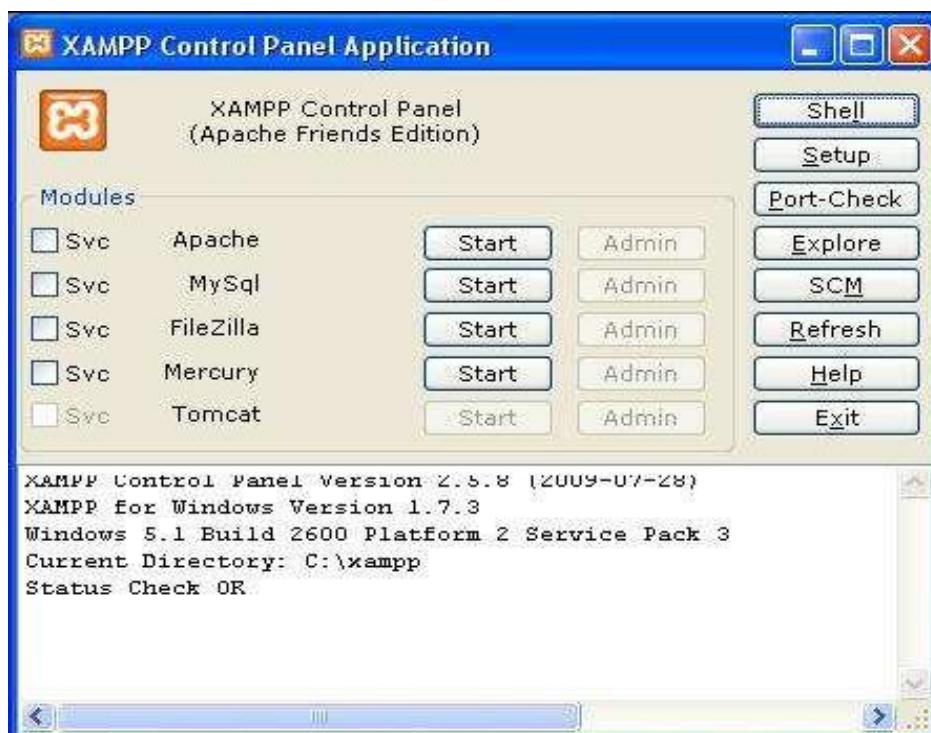 XAMPP Control Panel Application
XAMPP Control Panel
(Apache Friends Edition)
Shell
Setup
Port-Check
Explore
SCM
Refresh
Help
Exit
Modules
Svc Apache Start Admin
Svc MySql Start Admin
Svc FileZilla Start Admin
Svc Mercury Start Admin
Svc Tomcat Start Admin
XAMPP Control Panel Version 2.5.8 (2009-07-28)
XAMPP for Windows Version 1.7.3
Windows 5.1 Build 2600 Platform 2 Service Pack 3
Current Directory: C:\xampp
Status Check OK